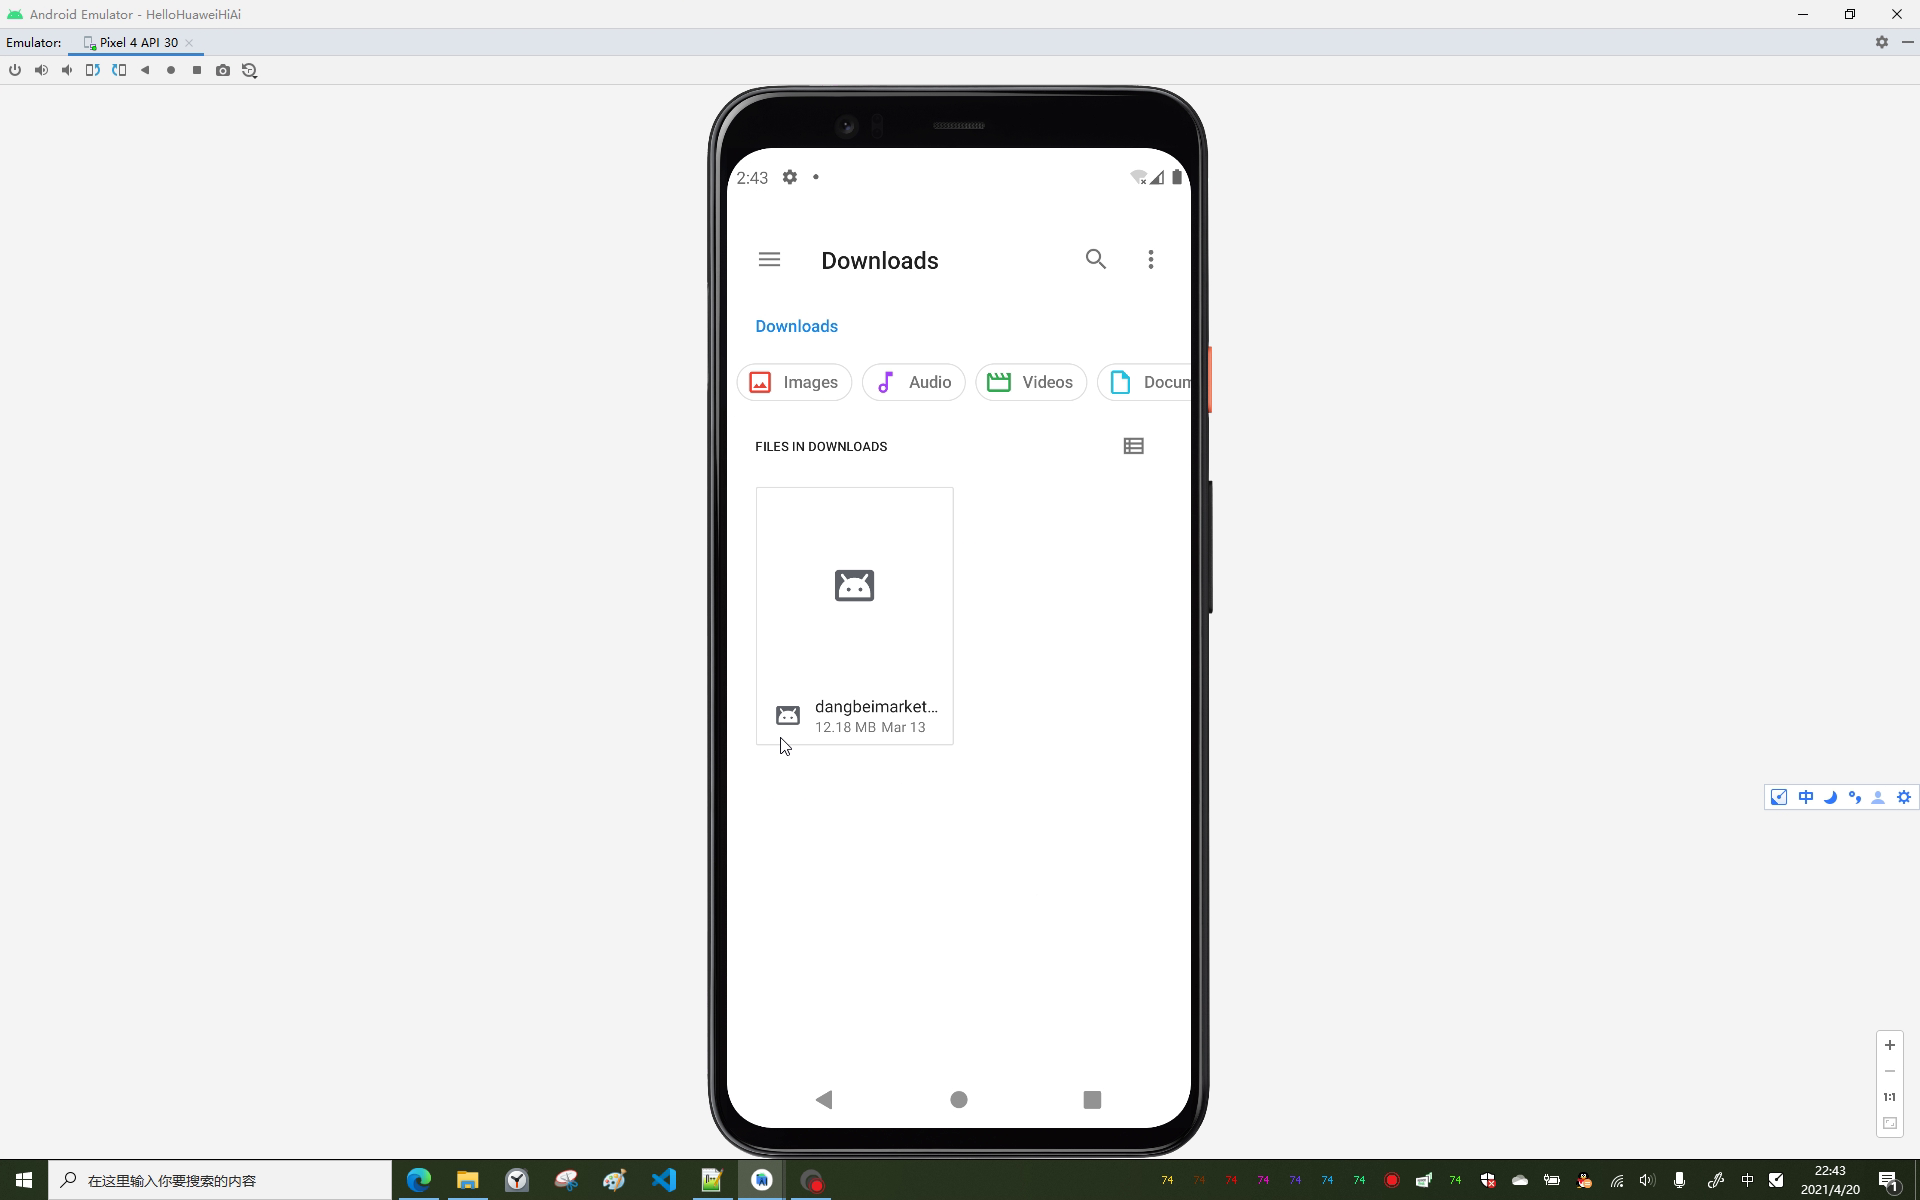 Android Emulator - HelloHuaweiHiAi
Emulator:
Pixel 4 API 30
2:43
Downloads
Downloads
Images
Audio
Videos
Docum
FILES IN DOWNLOADS
dangbeimarket...
12.18 MB Mar 13
中
1:1
在这里输入你要搜索的内容
74
74
74
74
74
74
74
74
中
22:43
2021/4/20
1